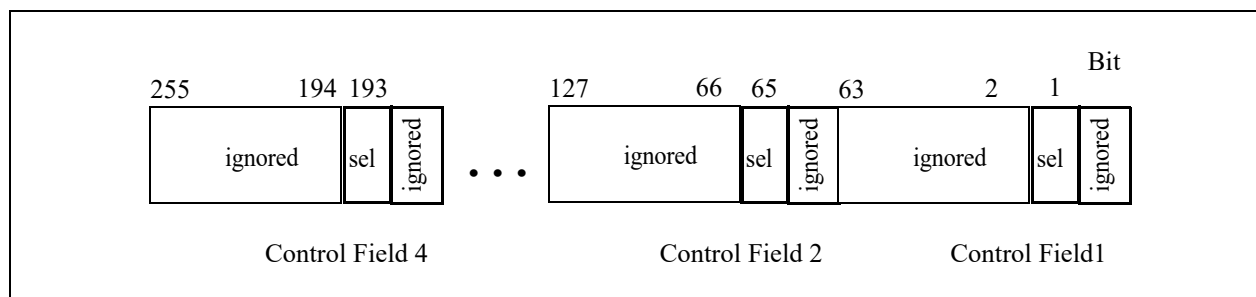 Bit
255 194 193 127 66 65 63 2 1
ignored sel ignored ... ignored sel ignored ignored sel ignored
Control Field 4 Control Field 2 Control Field1